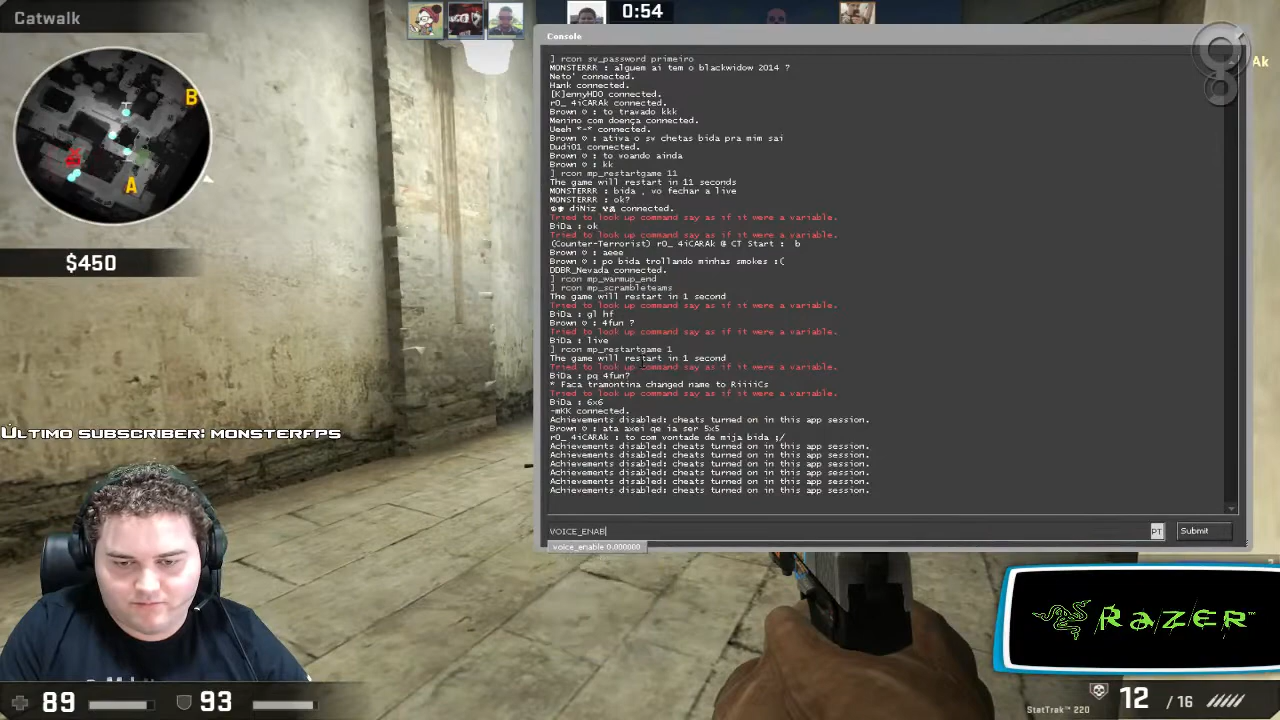 Catwalk
0:54
B
A
$450
Console
] rcon sv_password primeiro
MONSTERRR : alguem ai tem o blackwidow 2014 ?
Neto' connected.
Hank connected.
[K]ennyHDO connected.
rO_ 4iCARAk connected.
Brown ☺ : to travado kkk
Menino com doença connected.
Ueeh *-* connected.
Brown ☺ : ativa o sv chetas bida pra mim sai
Dudi01 connected.
Brown ☺ : to voando ainda
Brown ☺ : kk
] rcon mp_restartgame 11
The game will restart in 11 seconds
MONSTERRR : bida , vo fechar a live
MONSTERRR : ok?
diNiz connected.
Tried to look up command say as if it were a variable.
BiDa : ok
Tried to look up command say as if it were a variable.
(Counter-Terrorist) rO_ 4iCARAk @ CT Start : b
Brown ☺ : aeee
Brown ☺ : po bida trollando minhas smokes :(
DDBR_Nevada connected.
] rcon mp_warmup_end
] rcon mp_scrambleteams
The game will restart in 1 second
Tried to look up command say as if it were a variable.
BiDa : gl hf
Brown ☺ : 4fun ?
Tried to look up command say as if it were a variable.
BiDa : live
] rcon mp_restartgame 1
The game will restart in 1 second
Tried to look up command say as if it were a variable.
BiDa : pq 4fun?
* Faca tramontina changed name to RiiiiCs
Tried to look up command say as if it were a variable.
BiDa : 6x6
-mKK connected.
Achievements disabled: cheats turned on in this app session.
Brown ☺ : ata axei qe ia ser 5x5
rO_ 4iCARAk : to com vontade de mija bida ;/
Achievements disabled: cheats turned on in this app session.
Achievements disabled: cheats turned on in this app session.
Achievements disabled: cheats turned on in this app session.
Achievements disabled: cheats turned on in this app session.
Achievements disabled: cheats turned on in this app session.
Achievements disabled: cheats turned on in this app session.
VOICE_ENAB
PT
Submit
voice_enable 0.000000
Ak
ULTIMO SUBSCRIBER: MONSTERFPS
RAZER™
89
93
StatTrak™ 220
12 / 16